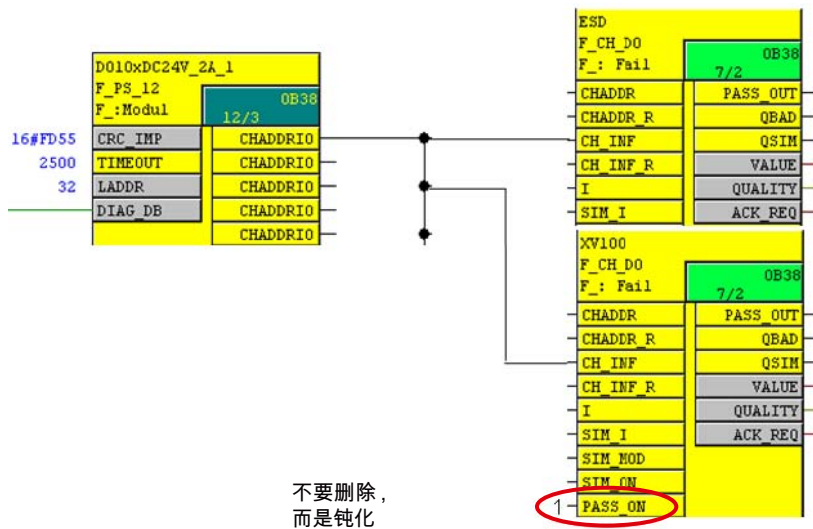 DO10xDC24V_2A_1
F_PS_12
F_:Modul
OB38
12/3
16#FD55
CRC_IMP
CHADDRIO
2500
TIMEOUT
CHADDRIO
32
LADDR
CHADDRIO
DIAG_DB
CHADDRIO
CHADDRIO
ESD
F_CH_DO
F_: Fail
OB38
7/2
CHADDR
PASS_OUT
CHADDR_R
QBAD
CH_INF
QSIM
CH_INF_R
VALUE
I
QUALITY
SIM_I
ACK_REQ
XV100
F_CH_DO
F_: Fail
OB38
7/2
CHADDR
PASS_OUT
CHADDR_R
QBAD
CH_INF
QSIM
CH_INF_R
VALUE
I
QUALITY
SIM_I
ACK_REQ
SIM_MOD
SIM_ON
1
PASS_ON
不要删除,
而是钝化